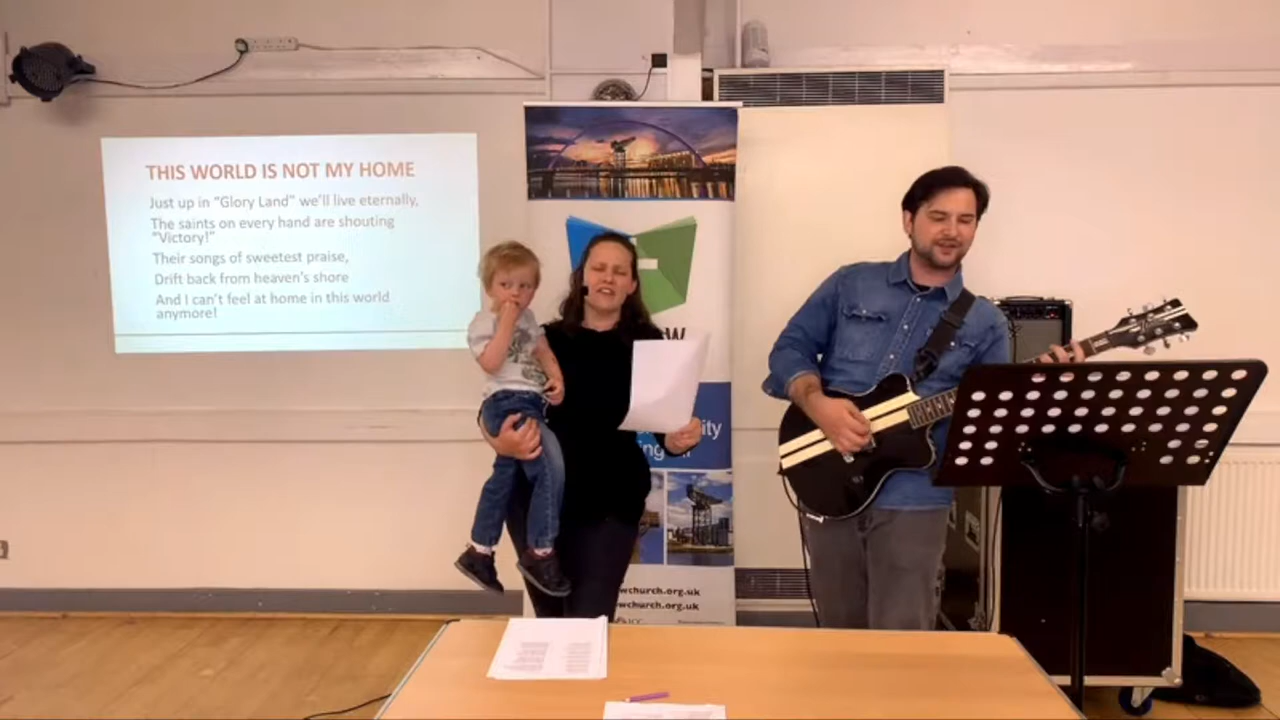 THIS WORLD IS NOT MY HOME
Just up in “Glory Land” we’ll live eternally,
The saints on every hand are shouting
“Victory!”
Their songs of sweetest praise,
Drift back from heaven’s shore
And I can’t feel at home in this world
anymore!
wchurch.org.uk
wchurch.org.uk